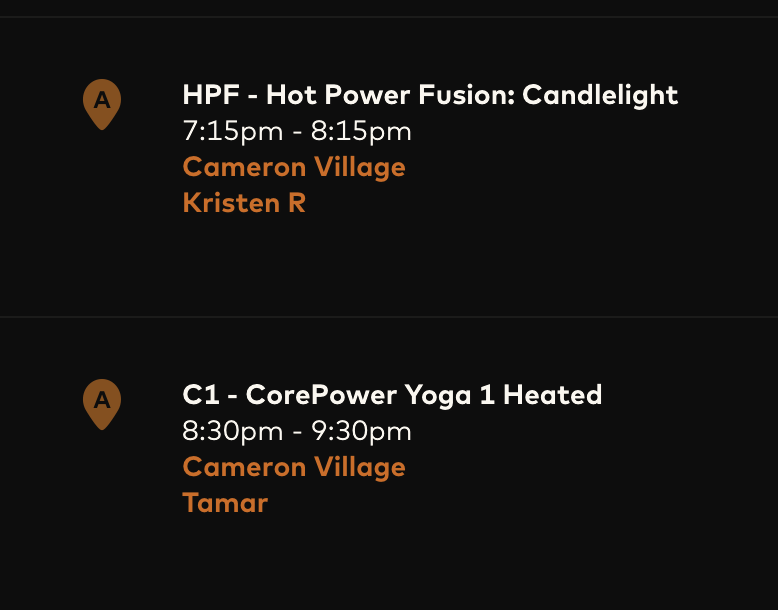 A
HPF - Hot Power Fusion: Candlelight
7:15pm - 8:15pm
Cameron Village
Kristen R
A
C1 - CorePower Yoga 1 Heated
8:30pm - 9:30pm
Cameron Village
Tamar